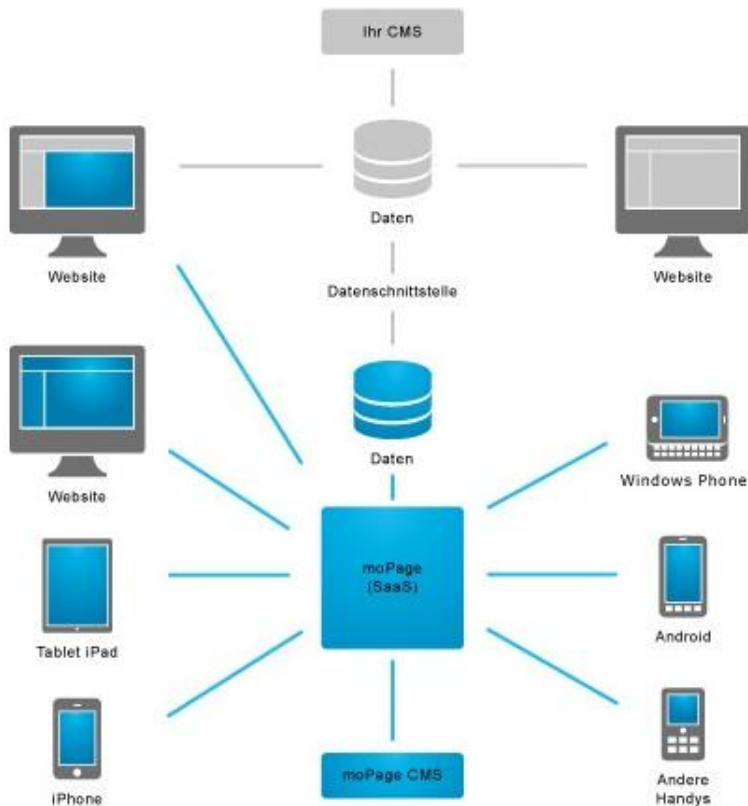 Ihr CMS
Daten
Website
Website
Datenschnittstelle
Daten
Website
Windows Phone
moPage
(SaaS)
Tablet iPad
Android
iPhone
moPage CMS
Andere
Handys